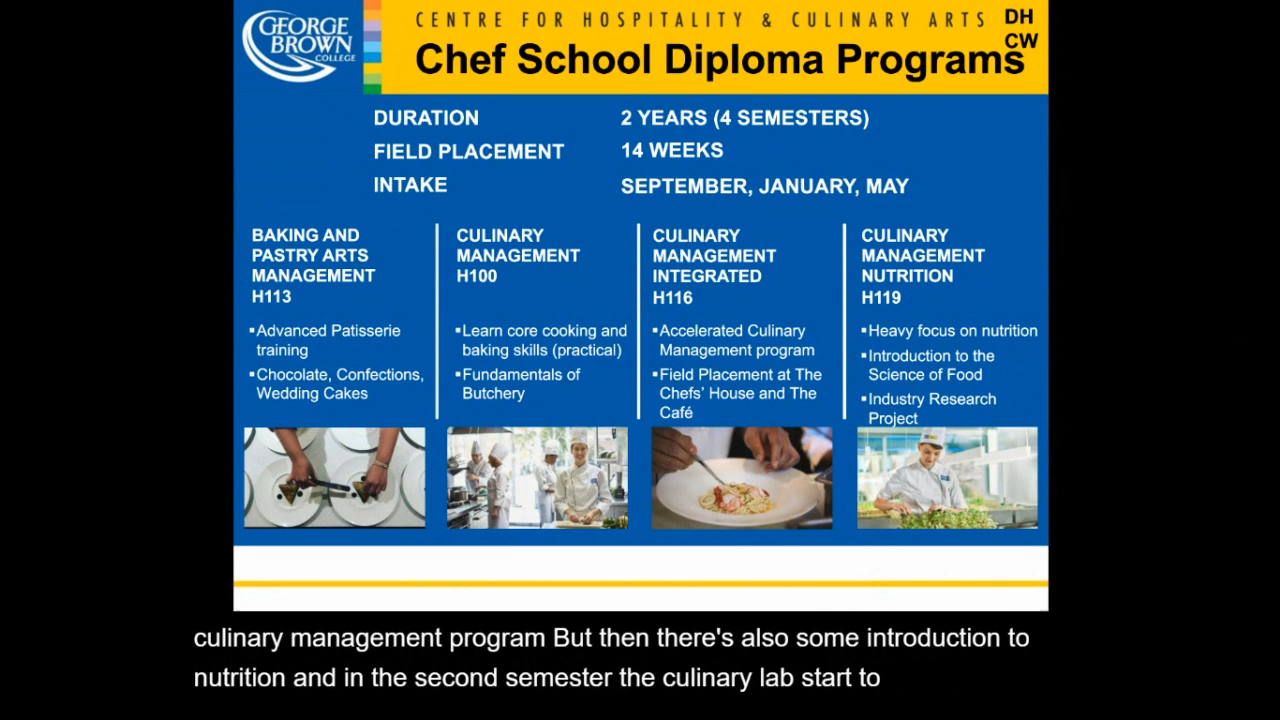 GEORGE
BROWN
COLLEGE
CENTRE FOR HOSPITALITY & CULINARY ARTS
DH
CW
Chef School Diploma Programs
DURATION 2 YEARS (4 SEMESTERS)
FIELD PLACEMENT 14 WEEKS
INTAKE SEPTEMBER, JANUARY, MAY
BAKING AND
PASTRY ARTS
MANAGEMENT
H113
▪Advanced Patisserie
training
▪Chocolate, Confections,
Wedding Cakes
CULINARY
MANAGEMENT
H100
▪Learn core cooking and
baking skills (practical)
▪Fundamentals of
Butchery
CULINARY
MANAGEMENT
INTEGRATED
H116
▪Accelerated Culinary
Management program
▪Field Placement at The
Chefs' House and The
Café
CULINARY
MANAGEMENT
NUTRITION
H119
▪Heavy focus on nutrition
▪Introduction to the
Science of Food
▪Industry Research
Project
culinary management program But then there's also some introduction to
nutrition and in the second semester the culinary lab start to